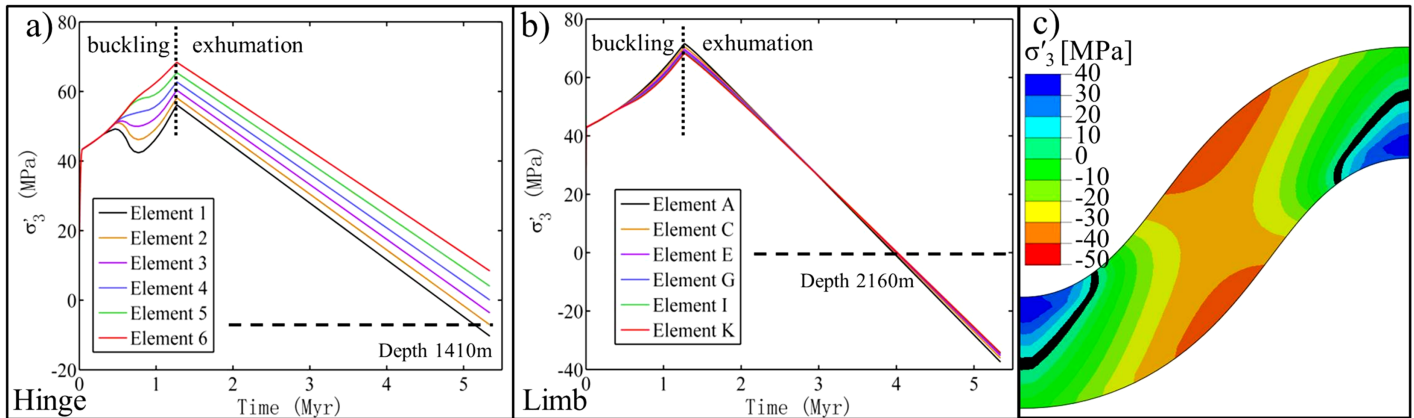 a)
buckling exhumation
80
60
40
20
0
-20
σ′3 (MPa)
Element 1
Element 2
Element 3
Element 4
Element 5
Element 6
Depth 1410m
0 1 2 3 4 5
Time (Myr)
Hinge
b)
buckling exhumation
80
60
40
20
0
-20
-40
σ′3 (MPa)
Element A
Element C
Element E
Element G
Element I
Element K
Depth 2160m
0 1 2 3 4 5
Time (Myr)
Limb
c)
σ′3 [MPa]
40
30
20
10
0
-10
-20
-30
-40
-50